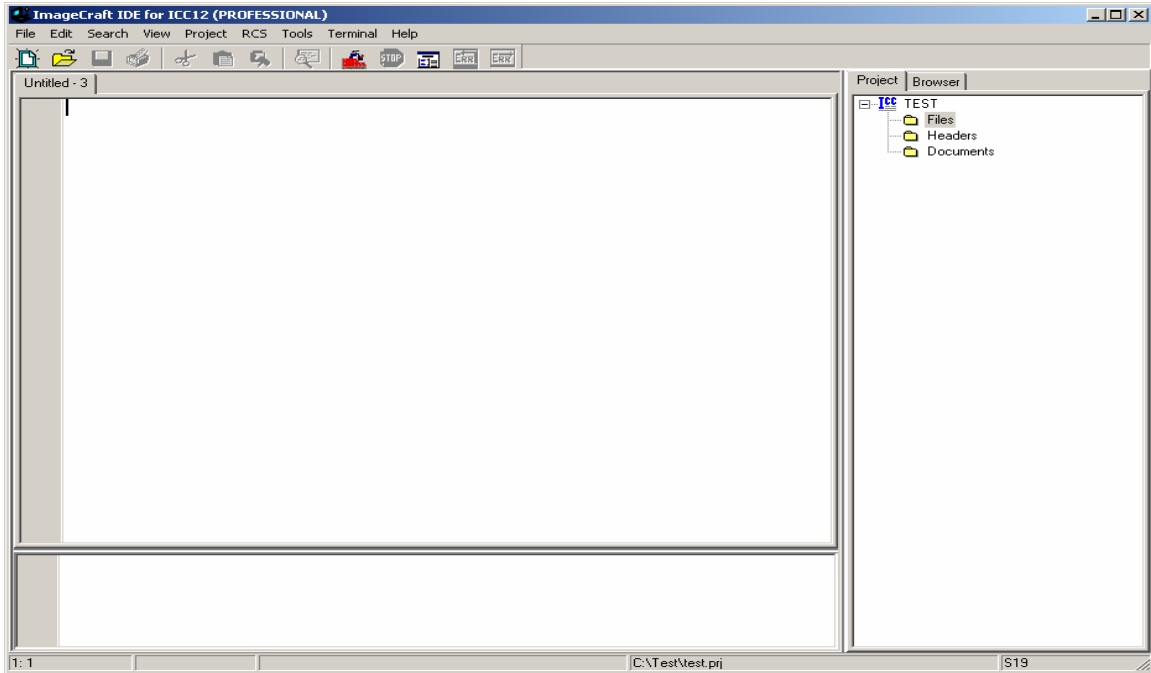 ImageCraft IDE for ICC12 (PROFESSIONAL)
File Edit Search View Project RCS Tools Terminal Help
STOP ERR ERR
Untitled - 3
Project Browser
ICC TEST
Files
Headers
Documents
1: 1 C:\Test\test.prj S19